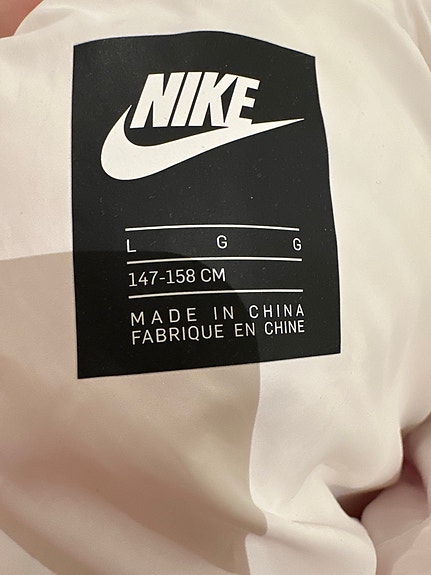 NIKE
L G G
147-158 CM
MADE IN CHINA
FABRIQUE EN CHINE